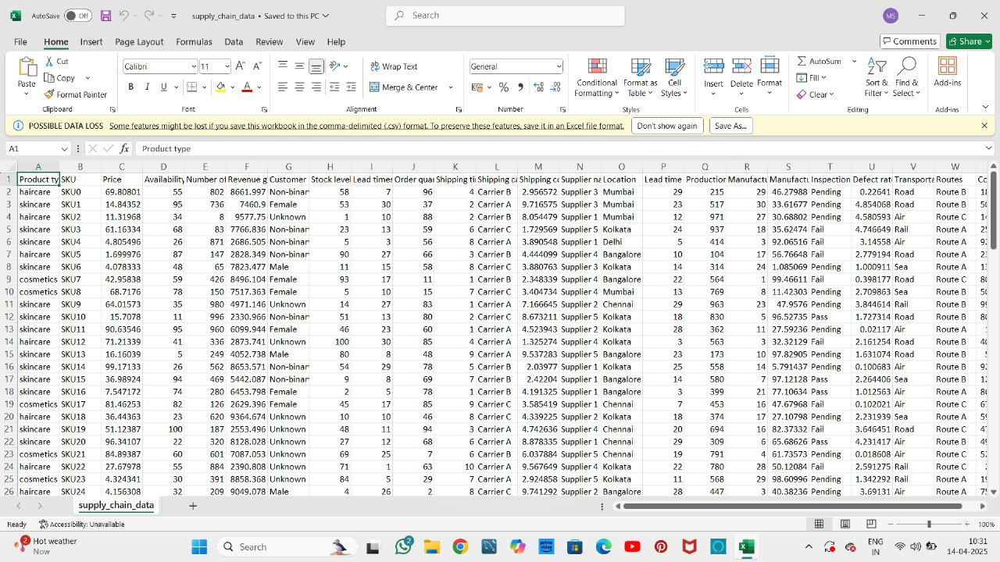 AutoSave Off supply_chain_data • Saved to this PC Search MS
File Home Insert Page Layout Formulas Data Review View Help Comments Share
Paste Cut Copy Format Painter Clipboard
Calibri 11 B I U A Font
Wrap Text Merge & Center Alignment
General % Number
Conditional Formatting Format as Table Cell Styles Styles
Insert Delete Format Cells
AutoSum Fill Clear Sort & Filter Find & Select Editing
Add-ins Add-ins
POSSIBLE DATA LOSS Some features might be lost if you save this workbook in the comma-delimited (.csv) format. To preserve these features, save it in an Excel file format. Don't show again Save As...
A1 fx Product type
A B C D E F G H I J K L M N O P Q R S T U V W
1 Product ty SKU Price Availability Number of Revenue g Customer Stock level Lead times Order quan Shipping ti Shipping ca Shipping co Supplier na Location Lead time Production Manufactu Manufactu Inspection Defect rate Transporta Routes Co
2 haircare SKU0 69.80801 55 802 8661.997 Non-binar 58 7 96 4 Carrier B 2.956572 Supplier 3 Mumbai 29 215 29 46.27988 Pending 0.22641 Road Route B 18
3 skincare SKU1 14.84352 95 736 7460.9 Female 53 30 37 2 Carrier A 9.716575 Supplier 3 Mumbai 23 517 30 33.61677 Pending 4.854068 Road Route B 50
4 haircare SKU2 11.31968 34 8 9577.75 Unknown 1 10 88 2 Carrier B 8.054479 Supplier 1 Mumbai 12 971 27 30.68802 Pending 4.580593 Air Route C 14
5 skincare SKU3 61.16334 68 83 7766.836 Non-binar 23 13 59 6 Carrier C 1.729569 Supplier 5 Kolkata 24 937 18 35.62474 Fail 4.746649 Rail Route A 25
6 skincare SKU4 4.805496 26 871 2686.505 Non-binar 5 3 56 8 Carrier A 3.890548 Supplier 1 Delhi 5 414 3 92.06516 Fail 3.14558 Air Route A 92
7 haircare SKU5 1.699976 87 147 2828.349 Non-binar 90 27 66 3 Carrier B 4.444099 Supplier 4 Bangalore 10 104 17 56.76648 Fail 2.779194 Road Route A 23
8 skincare SKU6 4.078333 48 65 7823.477 Male 11 15 58 8 Carrier C 3.880763 Supplier 3 Kolkata 14 314 24 1.085069 Pending 1.000911 Sea Route A 13
9 cosmetics SKU7 42.95838 59 426 8496.104 Female 93 17 11 1 Carrier B 2.348339 Supplier 4 Bangalore 22 564 1 99.46611 Fail 0.398177 Road Route C 80
10 cosmetics SKU8 68.7176 78 150 7517.363 Female 5 10 15 7 Carrier C 3.404734 Supplier 4 Mumbai 13 769 8 11.42303 Pending 2.709863 Sea Route B 50
11 skincare SKU9 64.01573 35 980 4971.146 Unknown 14 27 83 1 Carrier A 7.166645 Supplier 2 Chennai 29 963 23 47.9576 Pending 3.844614 Rail Route B 99
12 skincare SKU10 15.7078 11 996 2330.966 Non-binar 51 13 80 2 Carrier C 8.673211 Supplier 5 Kolkata 18 830 5 96.52735 Pass 1.727314 Road Route B 80
13 skincare SKU11 90.63546 95 960 6099.944 Female 46 23 60 1 Carrier A 4.523943 Supplier 2 Kolkata 28 362 11 27.59236 Pending 0.02117 Air Route A
14 haircare SKU12 71.21339 41 336 2873.741 Unknown 100 30 85 4 Carrier A 1.325274 Supplier 4 Kolkata 3 563 3 32.32129 Fail 2.161254 Road Route B 40
15 skincare SKU13 16.16039 5 249 4052.738 Male 80 8 48 9 Carrier A 9.537283 Supplier 5 Bangalore 23 173 10 97.82905 Pending 1.631074 Road Route B 5
16 skincare SKU14 99.17133 26 562 8653.571 Non-binar 54 29 78 5 Carrier B 2.03977 Supplier 1 Kolkata 25 558 14 5.791437 Pending 0.100683 Air Route B 92
17 skincare SKU15 36.98924 94 469 5442.087 Non-binar 9 8 69 7 Carrier B 2.42204 Supplier 1 Bangalore 14 580 7 97.12128 Pass 2.264406 Sea Route B 12
18 skincare SKU16 7.547172 74 280 6453.798 Female 2 5 78 1 Carrier B 4.191325 Supplier 1 Bangalore 3 399 21 77.10634 Pass 1.012563 Air Route A 86
19 cosmetics SKU17 81.46253 82 126 2629.396 Female 45 17 85 9 Carrier C 3.585419 Supplier 1 Chennai 7 453 16 47.67968 Fail 0.102021 Air Route C 67
20 haircare SKU18 36.44363 23 620 9364.674 Unknown 10 10 46 8 Carrier C 4.339225 Supplier 2 Kolkata 18 374 17 27.10798 Pending 2.231939 Sea Route A 59
21 skincare SKU19 51.12387 100 187 2553.496 Unknown 48 11 94 3 Carrier A 4.742636 Supplier 4 Chennai 20 694 16 82.37332 Fail 3.646451 Road Route C 47
22 skincare SKU20 96.34107 22 320 8128.028 Unknown 27 12 68 6 Carrier A 8.878335 Supplier 1 Chennai 29 309 6 65.68626 Pass 4.231417 Air Route B 49
23 cosmetics SKU21 84.89387 60 601 7087.053 Unknown 69 25 7 6 Carrier B 6.037884 Supplier 5 Chennai 19 791 4 61.73573 Pending 0.018608 Air Route C 52
24 haircare SKU22 27.67978 55 884 2390.808 Unknown 71 1 63 10 Carrier A 9.567649 Supplier 4 Kolkata 22 780 28 50.12084 Fail 2.591275 Rail Route C 43
25 cosmetics SKU23 4.324341 30 391 8858.368 Unknown 84 5 29 7 Carrier A 2.924858 Supplier 5 Kolkata 11 568 29 98.60996 Pending 1.342292 Rail Route A 19
26 haircare SKU24 4.156308 32 209 9049.078 Male 4 26 2 8 Carrier C 9.741292 Supplier 2 Bangalore 28 447 3 40.38236 Pending 3.69131 Air Route A 75
supply_chain_data
Ready Accessibility: Unavailable 100%
2 Hot weather Now Search 2 prime video ENG IN 10:31 14-04-2025